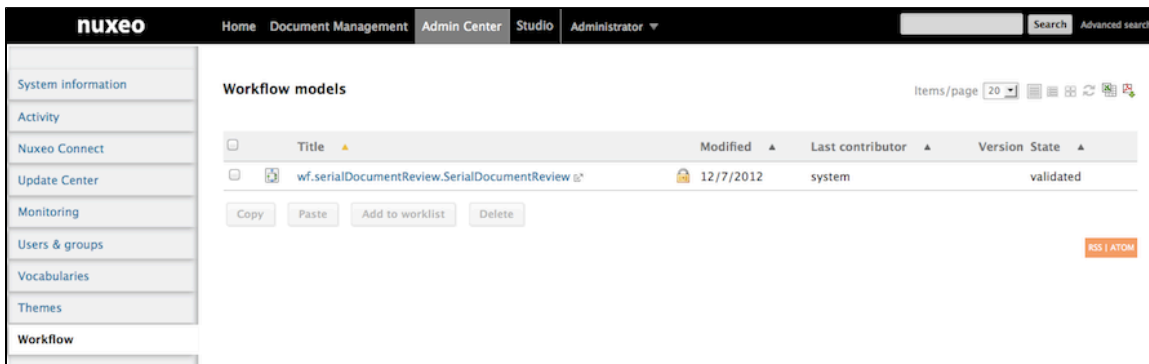 nuxeo
Home Document Management Admin Center Studio Administrator Search Advanced search
System information
Activity
Nuxeo Connect
Update Center
Monitoring
Users & groups
Vocabularies
Themes
Workflow
Workflow models
Items/page 20
Title Modified Last contributor Version State
wf.serialDocumentReview.SerialDocumentReview 12/7/2012 system validated
Copy Paste Add to worklist Delete
RSS | ATOM